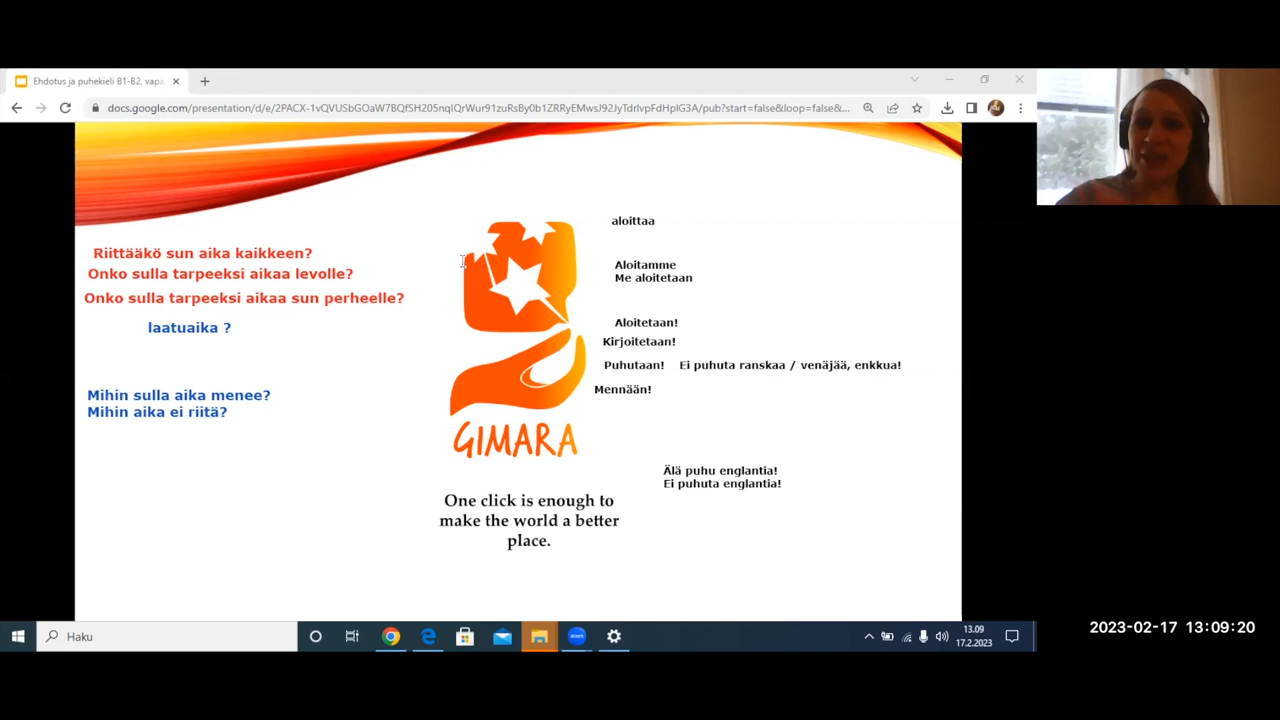 Ehdotus ja puhekieli B1-B2, vapa
docs.google.com/presentation/d/e/2PACX-1vQVUSbGOaW7BQfSH205nqIQrWur91zuRsBy0b1ZRRyEMwsJ92JyTdrIvpFdHpIG3A/pub?start=false&loop=false&...
aloittaa
Riittääkö sun aika kaikkeen?
Onko sulla tarpeeksi aikaa levolle?
Onko sulla tarpeeksi aikaa sun perheelle?
laatuaika ?
Mihin sulla aika menee?
Mihin aika ei riitä?
Aloitamme
Me aloitetaan
Aloitetaan!
Kirjoitetaan!
Puhutaan! Ei puhuta ranskaa / venäjää, enkkua!
Mennään!
GIMARA
One click is enough to
make the world a better
place.
Älä puhu englantia!
Ei puhuta englantia!
Haku
zoom
13.09
17.2.2023
2023-02-17 13:09:20